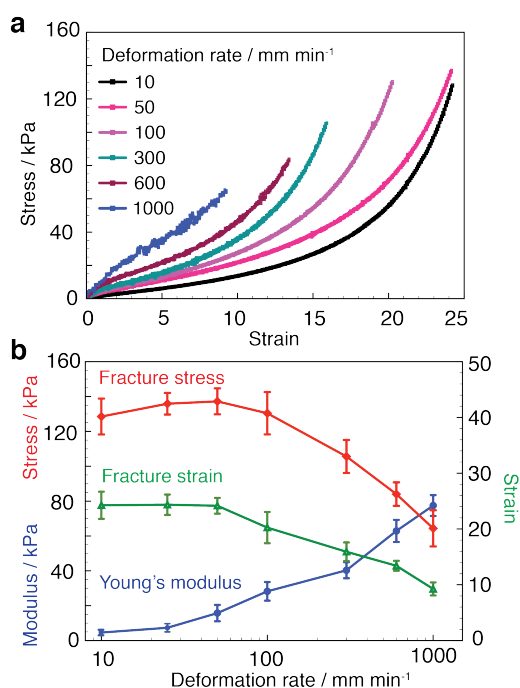 a
160
120
80
40
0
Stress / kPa
Deformation rate / mm min⁻¹
10
50
100
300
600
1000
0 5 10 15 20 25
Strain
b
160
120
80
40
0
Stress / kPa
Modulus / kPa
Fracture stress
Fracture strain
Young's modulus
50
40
30
20
10
0
Strain
10 100 1000
Deformation rate / mm min⁻¹